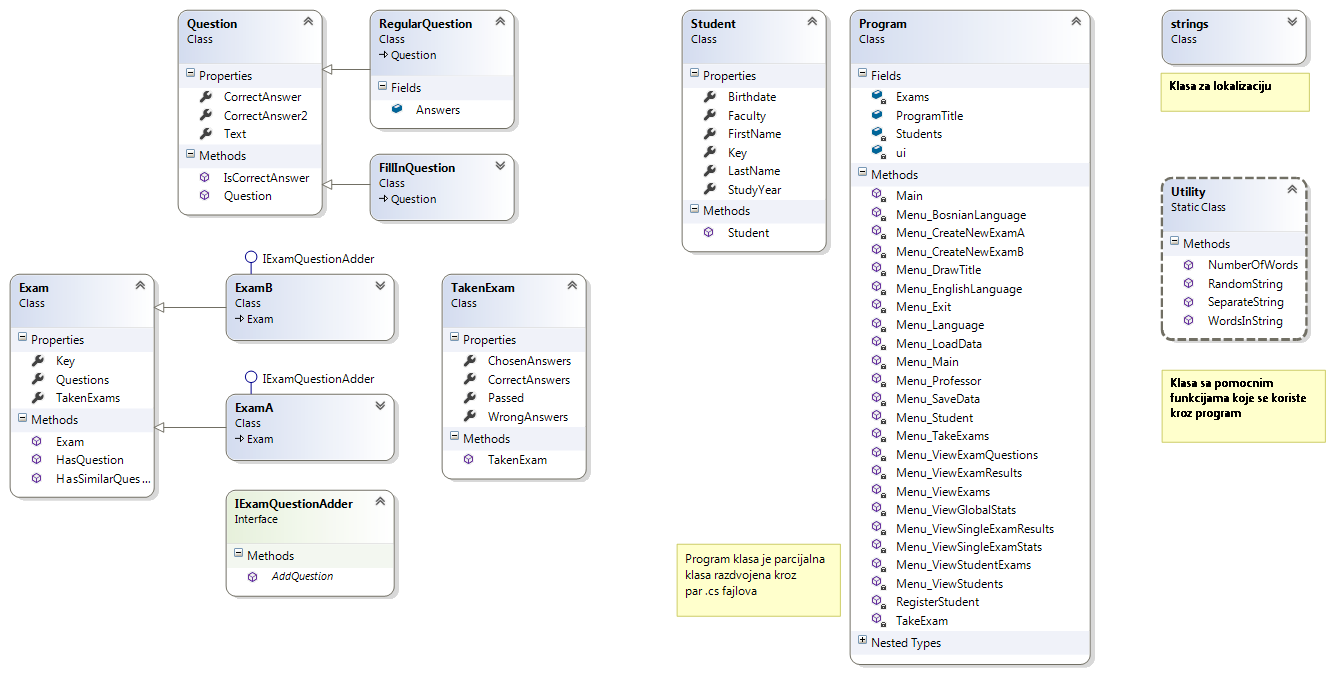 Question
Class
Properties
CorrectAnswer
CorrectAnswer2
Text
Methods
IsCorrectAnswer
Question
RegularQuestion
Class
Question
Fields
Answers
FillInQuestion
Class
Question
Exam
Class
Properties
Key
Questions
TakenExams
Methods
Exam
HasQuestion
HasSimilarQues...
IExamQuestionAdder
ExamB
Class
Exam
IExamQuestionAdder
ExamA
Class
Exam
IExamQuestionAdder
Interface
Methods
AddQuestion
TakenExam
Class
Properties
ChosenAnswers
CorrectAnswers
Passed
WrongAnswers
Methods
TakenExam
Student
Class
Properties
Birthdate
Faculty
FirstName
Key
LastName
StudyYear
Methods
Student
Program klasa je parcijalna
klasa razdvojena kroz
par .cs fajlova
Program
Class
Fields
Exams
ProgramTitle
Students
ui
Methods
Main
Menu_BosnianLanguage
Menu_CreateNewExamA
Menu_CreateNewExamB
Menu_DrawTitle
Menu_EnglishLanguage
Menu_Exit
Menu_Language
Menu_LoadData
Menu_Main
Menu_Professor
Menu_SaveData
Menu_Student
Menu_TakeExams
Menu_ViewExamQuestions
Menu_ViewExamResults
Menu_ViewExams
Menu_ViewGlobalStats
Menu_ViewSingleExamResults
Menu_ViewSingleExamStats
Menu_ViewStudentExams
Menu_ViewStudents
RegisterStudent
TakeExam
Nested Types
strings
Class
Klasa za lokalizaciju
Utility
Static Class
Methods
NumberOfWords
RandomString
SeparateString
WordsInString
Klasa sa pomocnim
funkcijama koje se koriste
kroz program